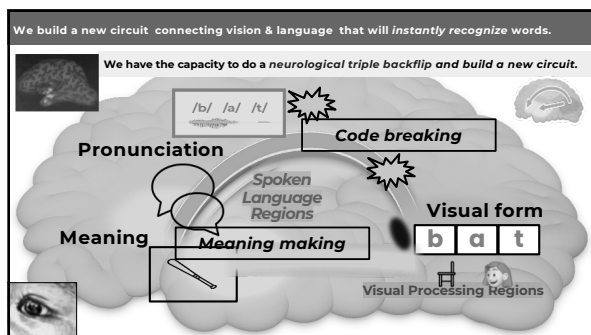 We build a new circuit connecting vision & language that will instantly recognize words.
We have the capacity to do a neurological triple backflip and build a new circuit.
/b/ /a/ /t/
Code breaking
Pronunciation
Spoken
Language
Regions
Visual form
Meaning
Meaning making
b a t
Visual Processing Regions